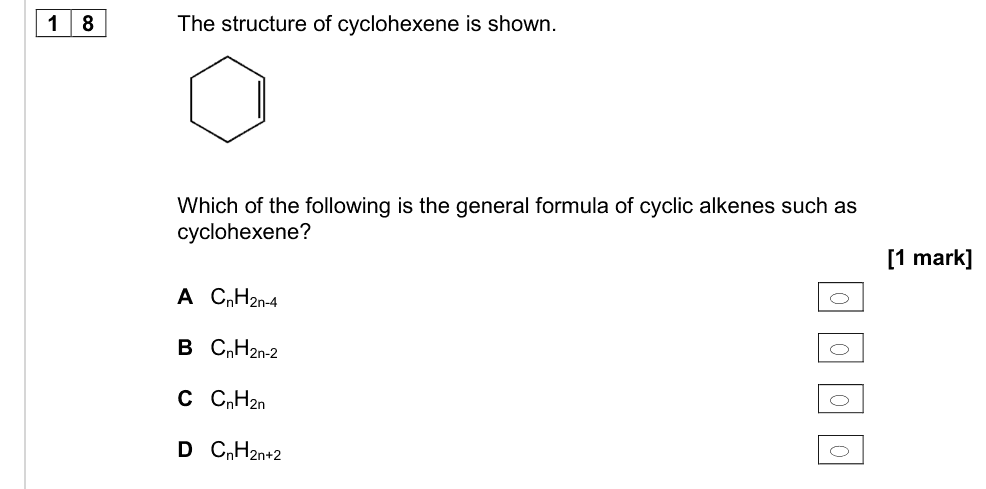 1 8 The structure of cyclohexene is shown.
Which of the following is the general formula of cyclic alkenes such as
cyclohexene?
[1 mark]
A CnH2n-4
B CnH2n-2
C CnH2n
D CnH2n+2